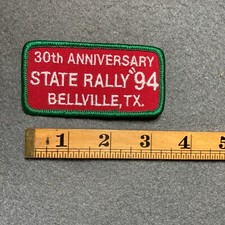 30th ANNIVERSARY
STATE RALLY "94
BELLVILLE, TX.
1 2 3 4 5